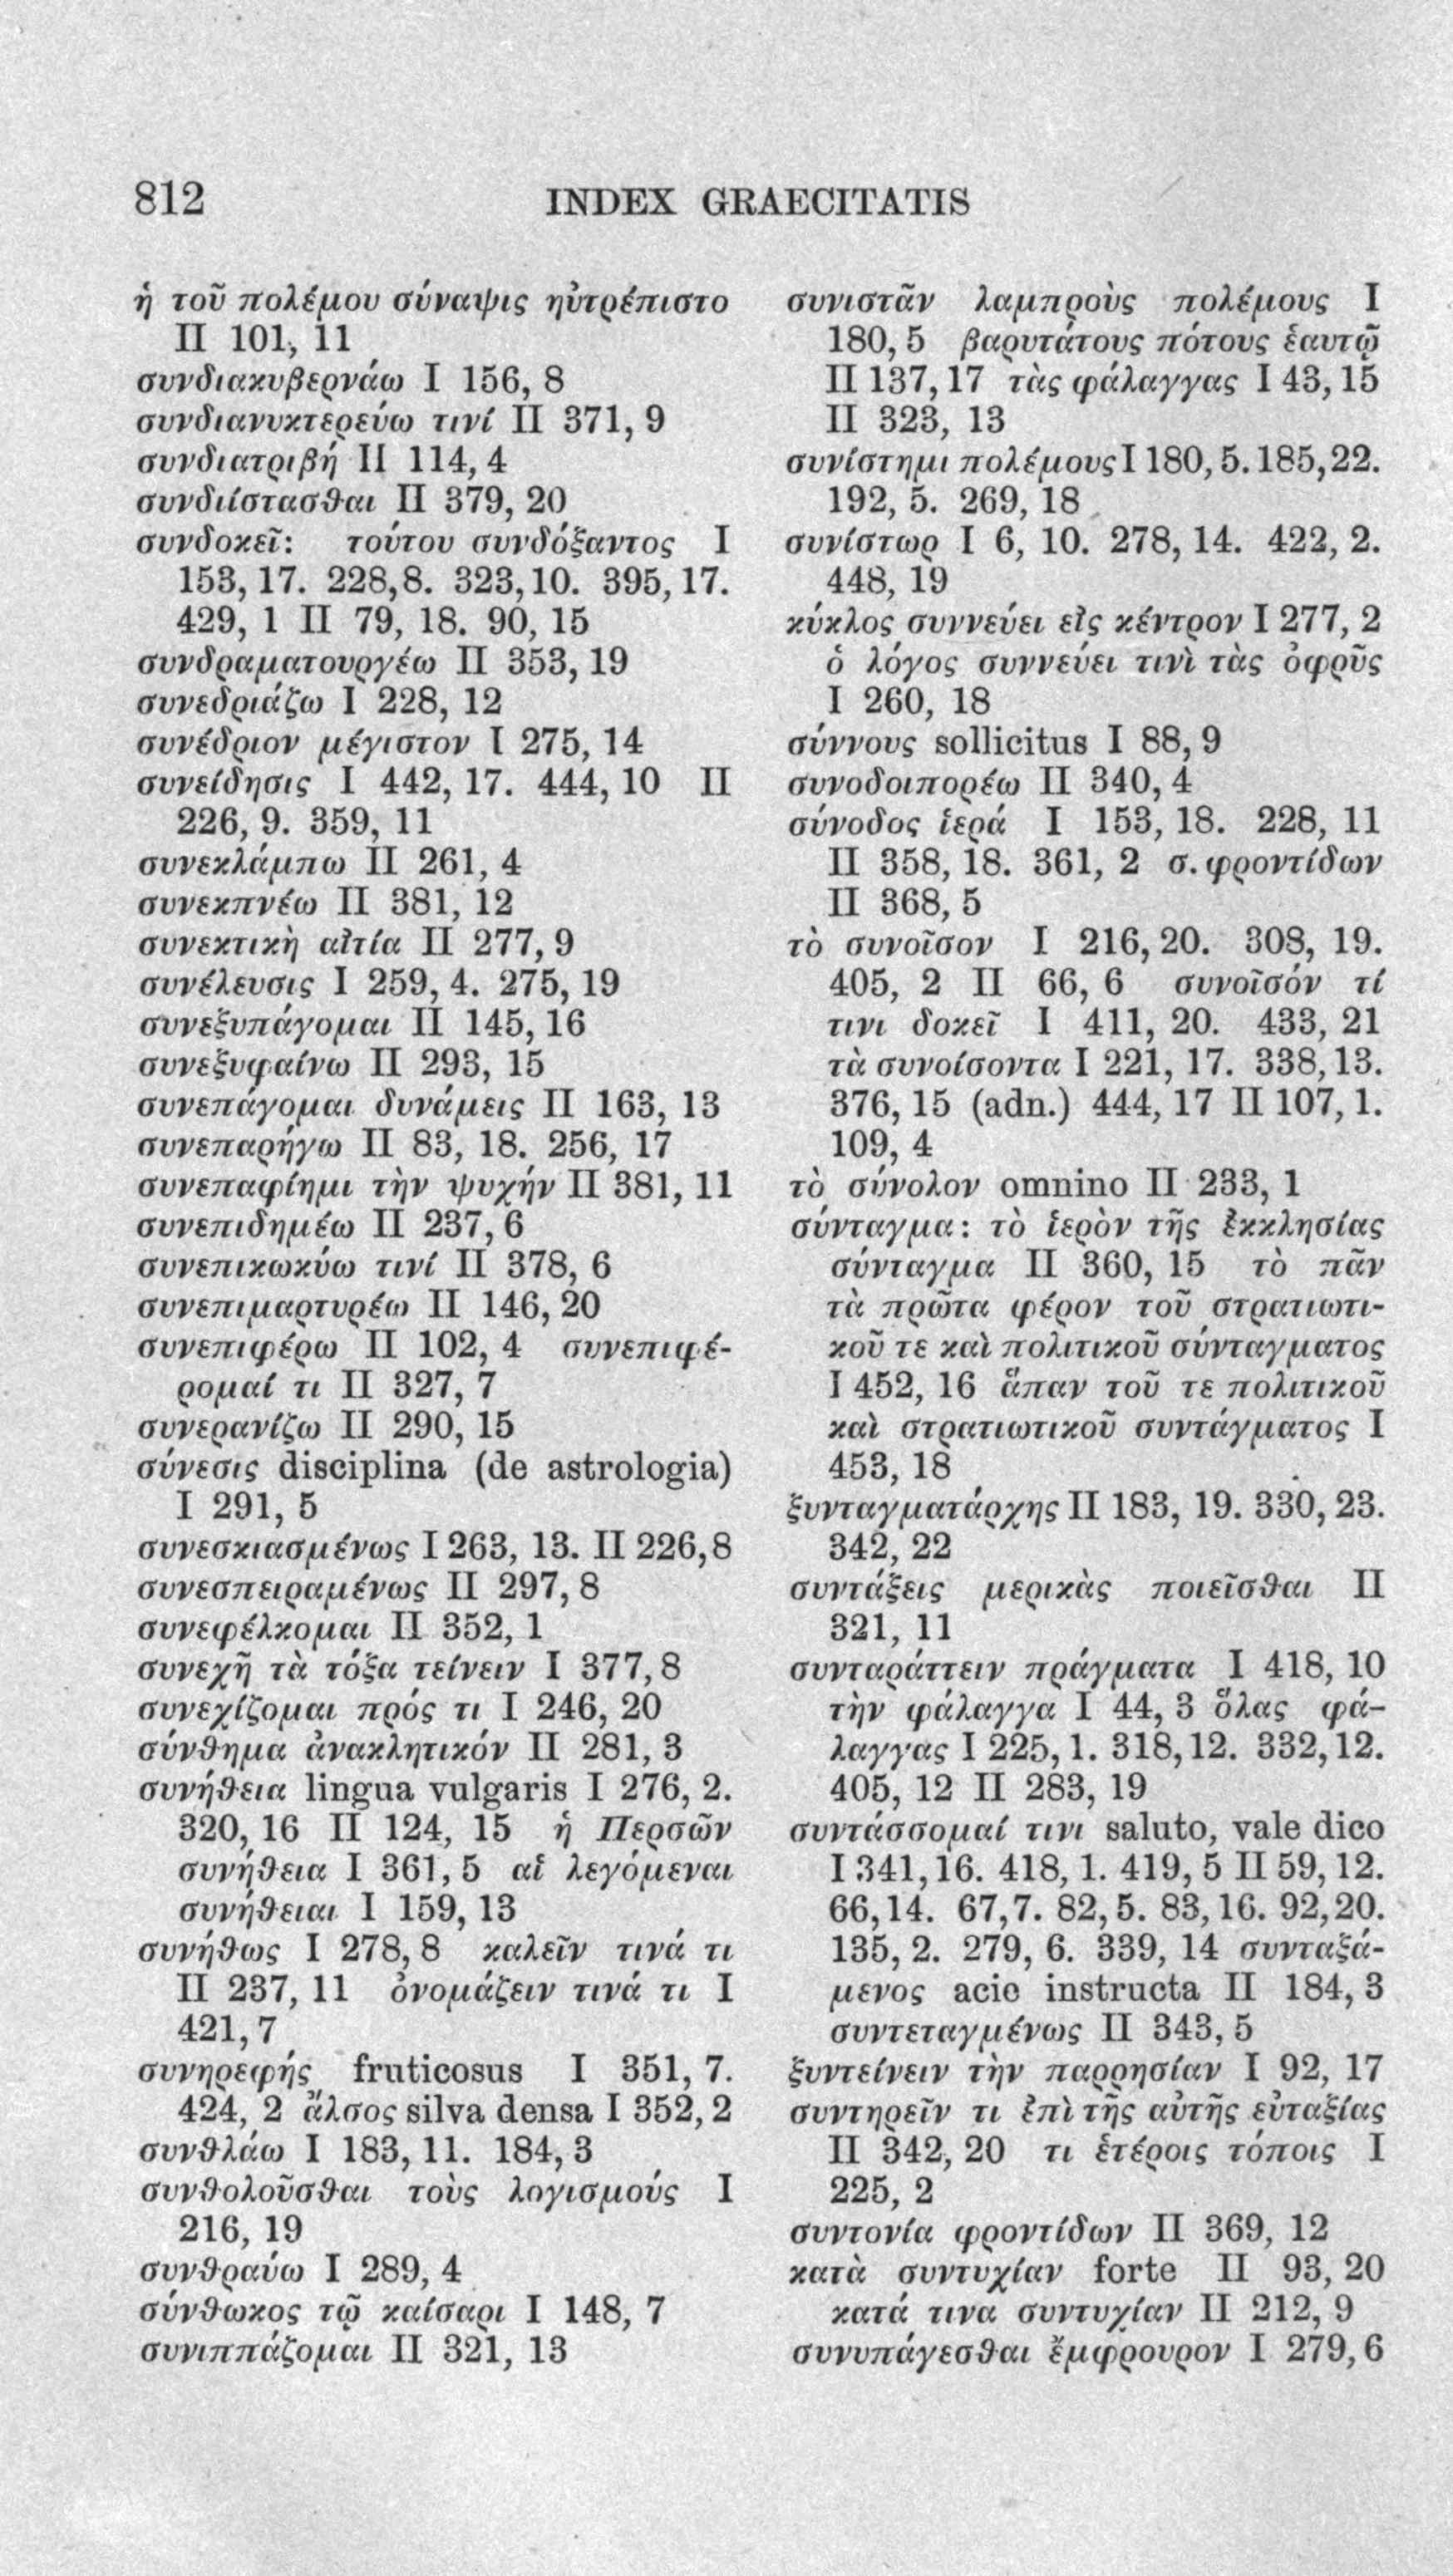 812
INDEX GRAECITATIS
ἡ τοῦ πολέμου σύναψις ηὐτρέπιστο
II 101, 11
συνδιακυβερνάω I 156, 8
συνδιανυκτερεύω τινί II 371, 9
συνδιατριβή II 114, 4
συνδιίστασθαι II 379, 20
συνδοκεῖ: τούτου συνδόξαντος I
153, 17. 228, 8. 323, 10. 395, 17.
429, 1 II 79, 18. 90, 15
συνδραματουργέω II 353, 19
συνεδριάζω I 228, 12
συνέδριον μέγιστον I 275, 14
συνείδησις I 442, 17. 444, 10 II
226, 9. 359, 11
συνεκλάμπω II 261, 4
συνεκπνέω II 381, 12
συνεκτικὴ αἰτία II 277, 9
συνέλευσις I 259, 4. 275, 19
συνεξυπάγομαι II 145, 16
συνεξυφαίνω II 293, 15
συνεπάγομαι δυνάμεις II 163, 13
συνεπαρήγω II 83, 18. 256, 17
συνεπαφίημι τὴν ψυχήν II 381, 11
συνεπιδημέω II 237, 6
συνεπικωκύω τινί II 378, 6
συνεπιμαρτυρέω II 146, 20
συνεπιφέρω II 102, 4 συνεπιφέ-
ρομαί τι II 327, 7
συνερανίζω II 290, 15
σύνεσις disciplina (de astrologia)
I 291, 5
συνεσκιασμένως I 263, 13. II 226, 8
συνεσπειραμένως II 297, 8
συνεφέλκομαι II 352, 1
συνεχῆ τὰ τόξα τείνειν I 377, 8
συνεχίζομαι πρός τι I 246, 20
σύνθημα ἀνακλητικόν II 281, 3
συνήθεια lingua vulgaris I 276, 2.
320, 16 II 124, 15 ἡ Περσῶν
συνήθεια I 361, 5 αἱ λεγόμεναι
συνήθειαι I 159, 13
συνήθως I 278, 8 καλεῖν τινά τι
II 237, 11 ὀνομάζειν τινά τι I
421, 7
συνηρεφής fruticosus I 351, 7.
424, 2 ἄλσος silva densa I 352, 2
συνθλάω I 183, 11. 184, 3
συνθολοῦσθαι τοὺς λογισμούς I
216, 19
συνθραύω I 289, 4
σύνθωκος τῷ καίσαρι I 148, 7
συνιππάζομαι II 321, 13
συνιστᾶν λαμπροὺς πολέμους I
180, 5 βαρυτάτους πότους ἑαυτῷ
II 137, 17 τὰς φάλαγγας I 43, 15
II 323, 13
συνίστημι πολέμους I 180, 5. 185, 22.
192, 5. 269, 18
συνίστωρ I 6, 10. 278, 14. 422, 2.
448, 19
κύκλος συννεύει εἰς κέντρον I 277, 2
ὁ λόγος συννεύει τινὶ τὰς ὀφρῦς
I 260, 18
σύννους sollicitus I 88, 9
συνοδοιπορέω II 340, 4
σύνοδος ἱερά I 153, 18. 228, 11
II 358, 18. 361, 2 σ. φροντίδων
II 368, 5
τὸ συνοῖσον I 216, 20. 308, 19.
405, 2 II 66, 6 συνοῖσόν τί
τινι δοκεῖ I 411, 20. 433, 21
τὰ συνοίσοντα I 221, 17. 338, 13.
376, 15 (adn.) 444, 17 II 107, 1.
109, 4
τὸ σύνολον omnino II 233, 1
σύνταγμα: τὸ ἱερὸν τῆς ἐκκλησίας
σύνταγμα II 360, 15 τὸ πᾶν
τὰ πρῶτα φέρον τοῦ στρατιωτι-
κοῦ τε καὶ πολιτικοῦ σύνταγματος
I 452, 16 ἅπαν τοῦ τε πολιτικοῦ
καὶ στρατιωτικοῦ συντάγματος I
453, 18
ξυνταγματάρχης II 183, 19. 330, 23.
342, 22
συντάξεις μερικὰς ποιεῖσθαι II
321, 11
συνταράττειν πράγματα I 418, 10
τὴν φάλαγγα I 44, 3 ὅλας φά-
λαγγας I 225, 1. 318, 12. 332, 12.
405, 12 II 283, 19
συντάσσομαί τινι saluto, vale dico
I 341, 16. 418, 1. 419, 5 II 59, 12.
66, 14. 67, 7. 82, 5. 83, 16. 92, 20.
135, 2. 279, 6. 339, 14 συνταξά-
μενος acie instructa II 184, 3
συντεταγμένως II 343, 5
ξυντείνειν τὴν παρρησίαν I 92, 17
συντηρεῖν τι ἐπὶ τῆς αὐτῆς εὐταξίας
II 342, 20 τι ἑτέροις τόποις I
225, 2
συντονία φροντίδων II 369, 12
κατὰ συντυχίαν forte II 93, 20
κατά τινα συντυχίαν II 212, 9
συνυπάγεσθαι ἔμφρουρον I 279, 6